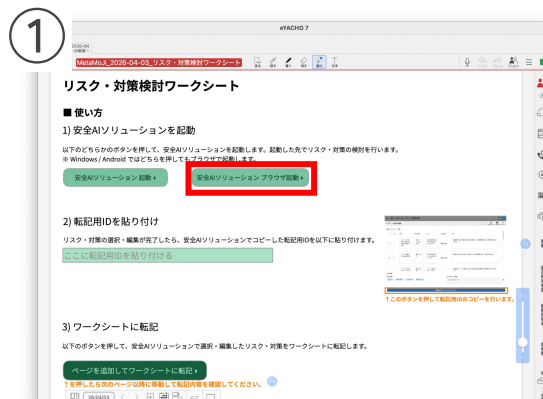 1
eYACHO 7
2026-04
MetaMoJi_2026-04-03_リスク・対策検討ワークシート
リスク・対策検討ワークシート
■ 使い方
1) 安全AIソリューションを起動
以下のどちらかのボタンを押して、安全AIソリューションを起動します。起動した先でリスク・対策の検討を行います。
※ Windows / Android ではどちらを押してもブラウザで起動します。
安全AIソリューション 起動 ›
安全AIソリューション ブラウザ起動 ›
2) 転記用IDを貼り付け
リスク・対策の選択・編集が完了したら、安全AIソリューションでコピーした転記用IDを以下に貼り付けます。
ここに転記用IDを貼り付ける
↑このボタンを押して転記用IDのコピーを行います。
3) ワークシートに転記
以下のボタンを押して、安全AIソリューションで選択・編集したリスク・対策をワークシートに転記します。
ページを追加してワークシートに転記 ›
↑を押したら次のページ以降に移動して転記内容を確認してください。
26/04/03